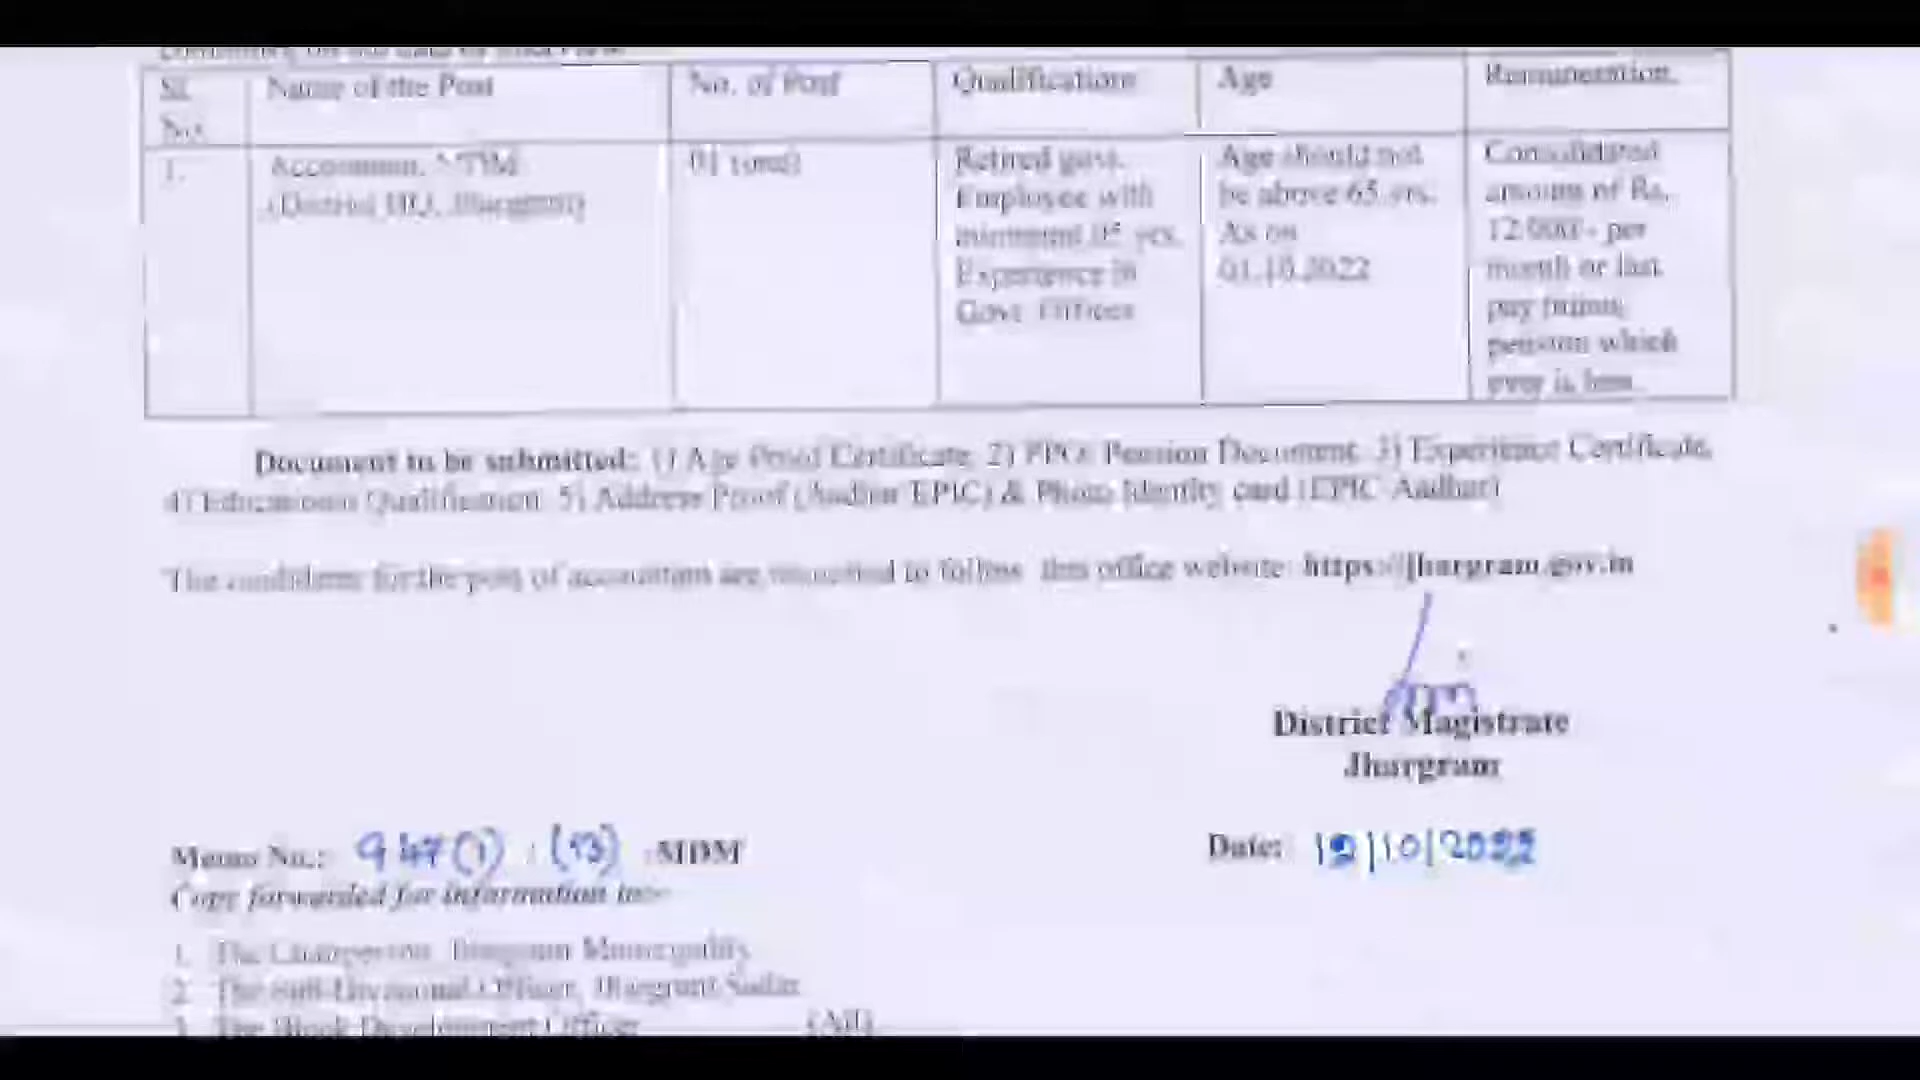 Sl. Name of the Post No. of Post Qualifications Age Remuneration.
No.
1. Accountant, (District HQ, Jhargram)
01 (one)
Retired govt.
Employee with
minimum 05 yrs.
Experience in
Govt. Offices
Age should not
be above 65 yrs.
As on
01.10.2022
Consolidated
amount of Rs.
12,000/- per
month or last
pay minus
pension which
ever is less.
Document to be submitted: 1) Age Proof Certificate 2) Pension Document 3) Experience Certificate,
4) Educational Qualification 5) Address Proof (Aadhar/EPIC) & Photo Identity card (EPIC/Aadhar)
The candidates for the post of accountant are requested to follow this office website: https://jhargram.gov.in
District Magistrate
Jhargram
Memo No.: 947(1) (13) MDM Date: 12/10/2022
Copy forwarded for information to:-
1. The Chairperson, Jhargram Municipality
2. The Sub-Divisional Officer, Jhargram Sadar
3. The Block Development Officer (All)